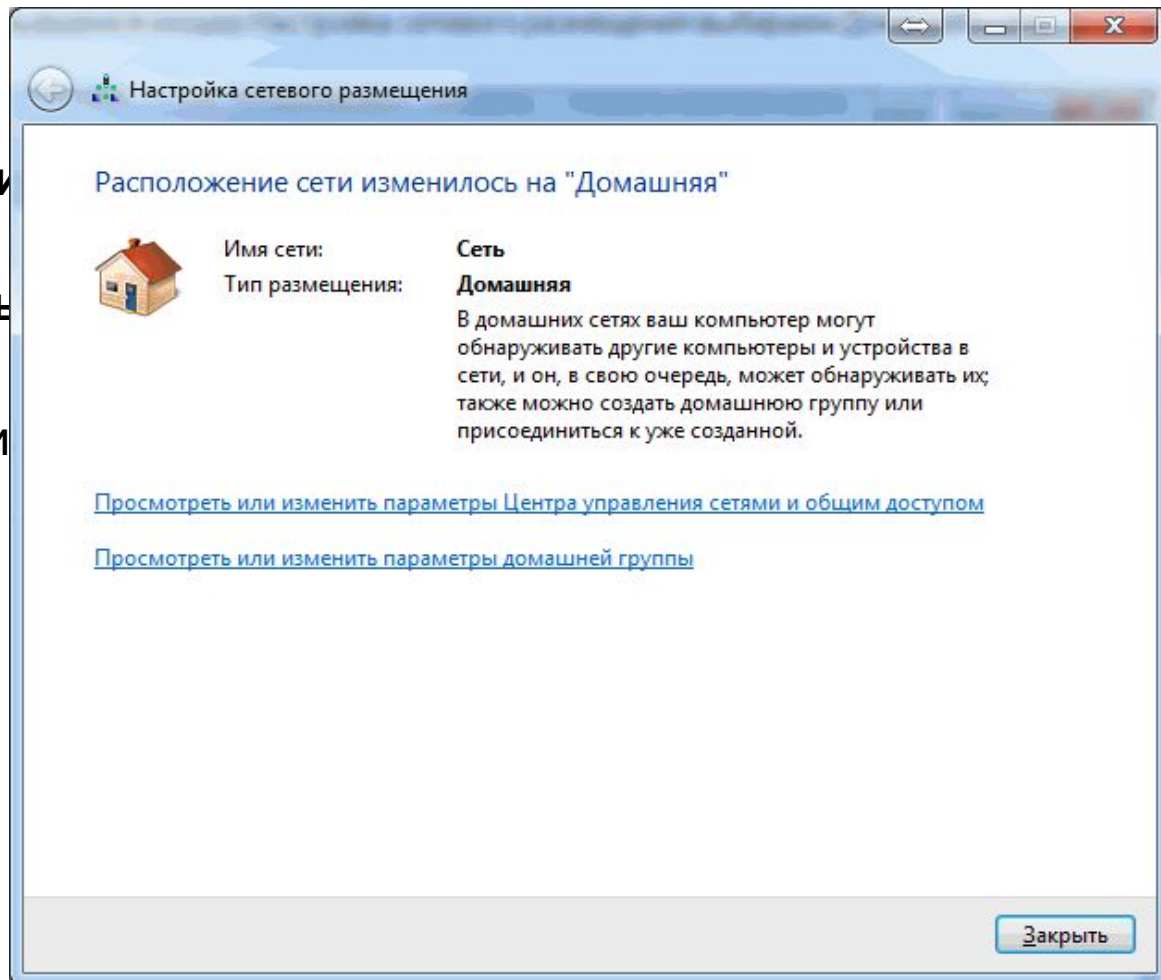 Настройка сетевого размещения
Расположение сети изменилось на "Домашняя"
Имя сети: Сеть
Тип размещения: Домашняя
В домашних сетях ваш компьютер могут
обнаруживать другие компьютеры и устройства в
сети, и он, в свою очередь, может обнаруживать их;
также можно создать домашнюю группу или
присоединиться к уже созданной.
Просмотреть или изменить параметры Центра управления сетями и общим доступом
Просмотреть или изменить параметры домашней группы
Закрыть